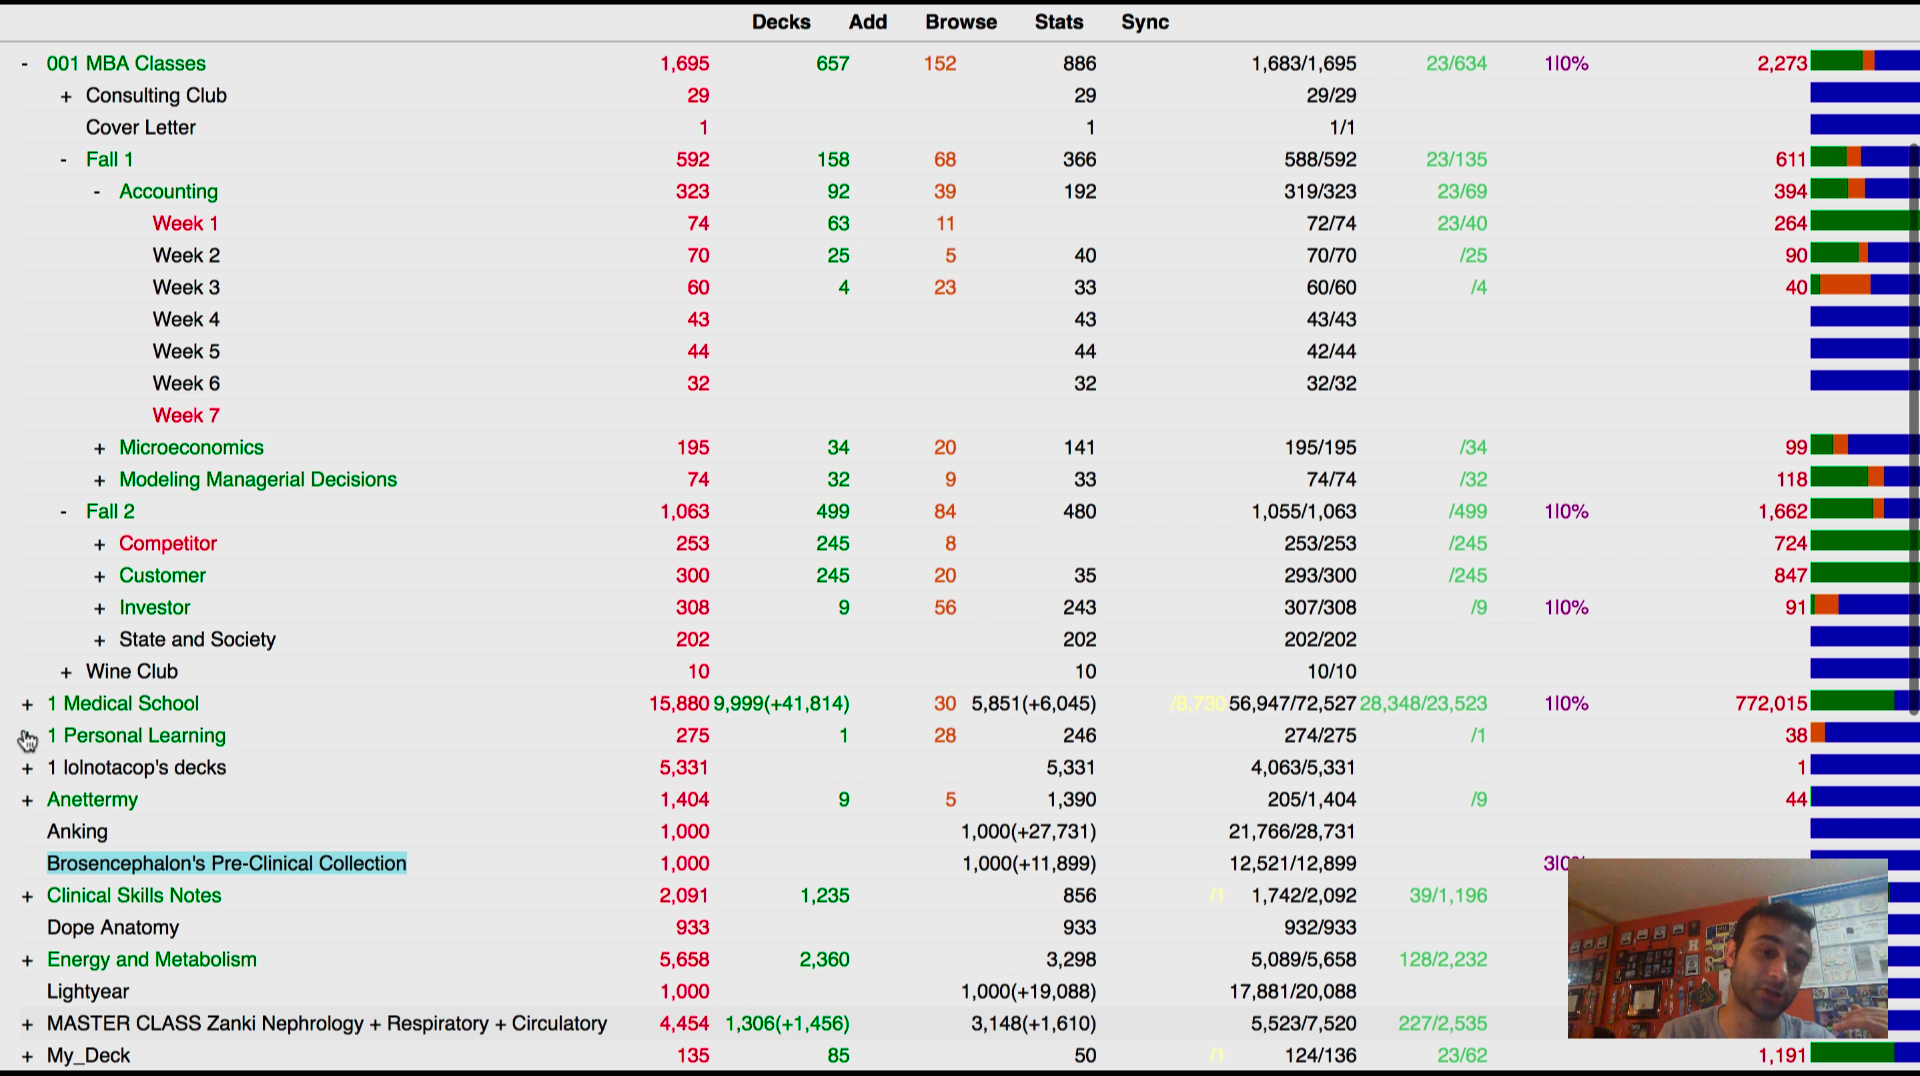 Decks Add Browse Stats Sync
- 001 MBA Classes 1,695 657 152 886 1,683/1,695 23/634 1|0% 2,273
+ Consulting Club 29 29 29/29
Cover Letter 1 1 1/1
- Fall 1 592 158 68 366 588/592 23/135 611
- Accounting 323 92 39 192 319/323 23/69 394
Week 1 74 63 11 72/74 23/40 264
Week 2 70 25 5 40 70/70 /25 90
Week 3 60 4 23 33 60/60 /4 40
Week 4 43 43 43/43
Week 5 44 44 42/44
Week 6 32 32 32/32
Week 7
+ Microeconomics 195 34 20 141 195/195 /34 99
+ Modeling Managerial Decisions 74 32 9 33 74/74 /32 118
- Fall 2 1,063 499 84 480 1,055/1,063 /499 1|0% 1,662
+ Competitor 253 245 8 253/253 /245 724
+ Customer 300 245 20 35 293/300 /245 847
+ Investor 308 9 56 243 307/308 /9 1|0% 91
+ State and Society 202 202 202/202
+ Wine Club 10 10 10/10
+ 1 Medical School 15,880 9,999(+41,814) 30 5,851(+6,045) /8,730 56,947/72,527 28,348/23,523 1|0% 772,015
1 Personal Learning 275 1 28 246 274/275 /1 38
+ 1 lolnotacop's decks 5,331 5,331 4,063/5,331 1
+ Anettermy 1,404 9 5 1,390 205/1,404 /9 44
Anking 1,000 1,000(+27,731) 21,766/28,731
Brosencephalon's Pre-Clinical Collection 1,000 1,000(+11,899) 12,521/12,899 3|0%
+ Clinical Skills Notes 2,091 1,235 856 /1 1,742/2,092 39/1,196
Dope Anatomy 933 933 932/933
+ Energy and Metabolism 5,658 2,360 3,298 5,089/5,658 128/2,232
Lightyear 1,000 1,000(+19,088) 17,881/20,088
+ MASTER CLASS Zanki Nephrology + Respiratory + Circulatory 4,454 1,306(+1,456) 3,148(+1,610) 5,523/7,520 227/2,535
+ My_Deck 135 85 50 /1 124/136 23/62 1,191